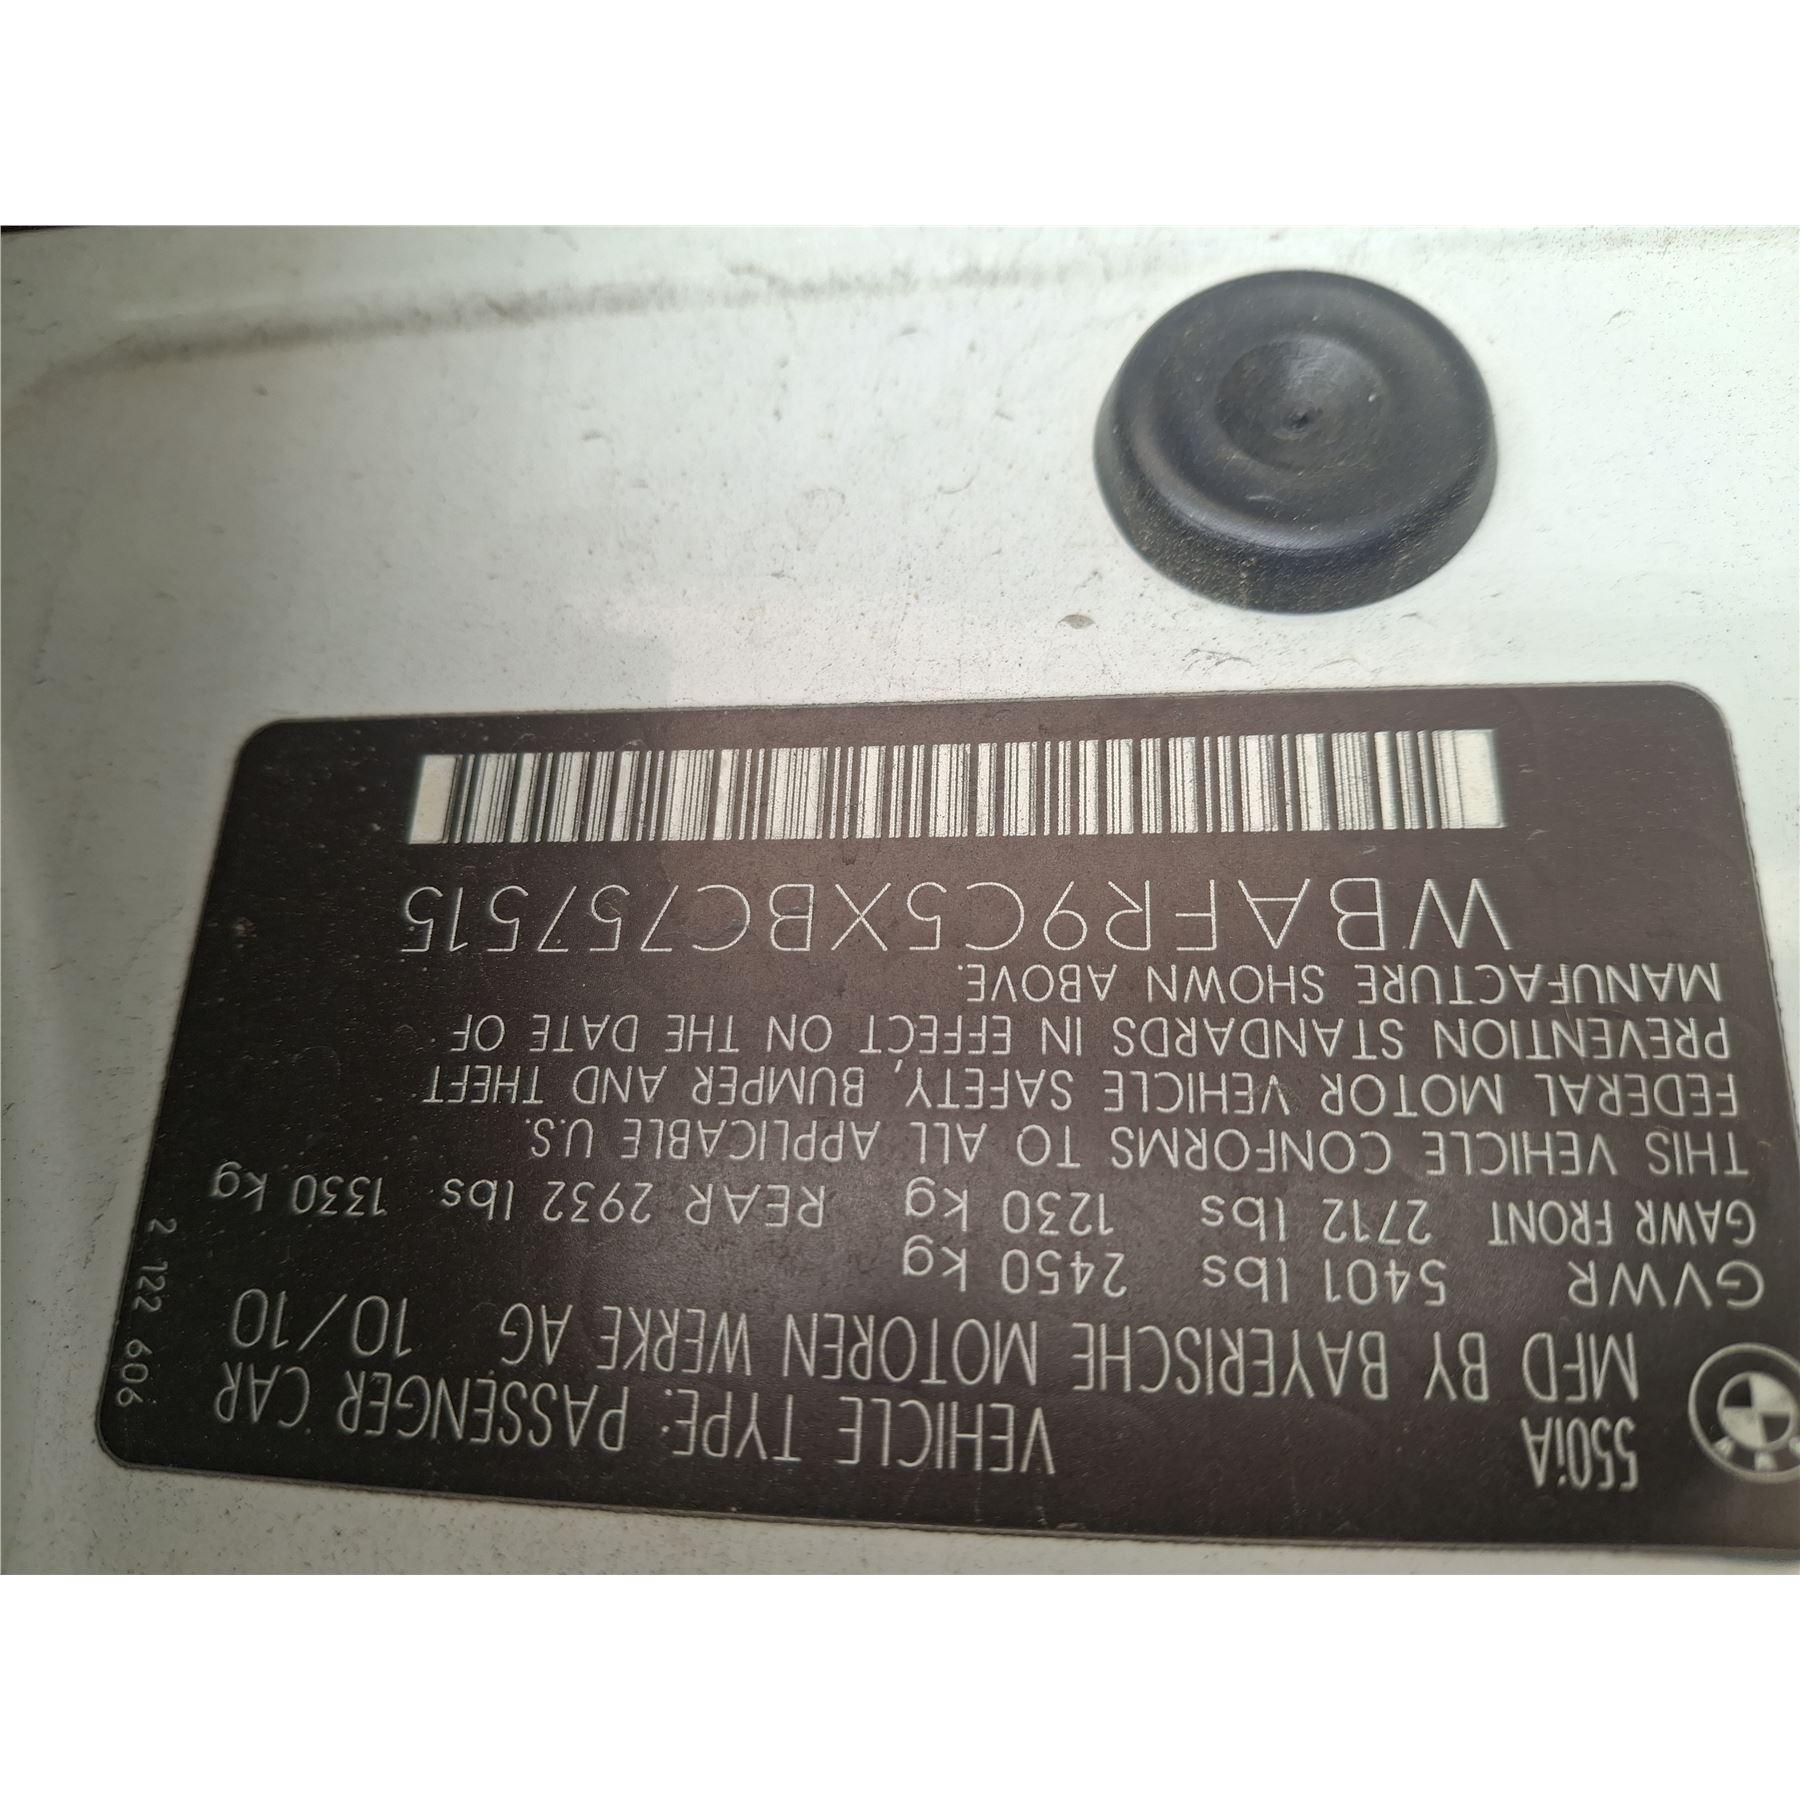 550iA
VEHICLE TYPE: PASSENGER CAR
MFD BY BAYERISCHE MOTOREN WERKE AG 10/10
GVWR 5401 lbs 2450 kg
GAWR FRONT 2712 lbs 1230 kg REAR 2932 lbs 1330 kg
THIS VEHICLE CONFORMS TO ALL APPLICABLE U.S.
FEDERAL MOTOR VEHICLE SAFETY, BUMPER AND THEFT
PREVENTION STANDARDS IN EFFECT ON THE DATE OF
MANUFACTURE SHOWN ABOVE.
WBAFR9C5XBC757515
2 122 606